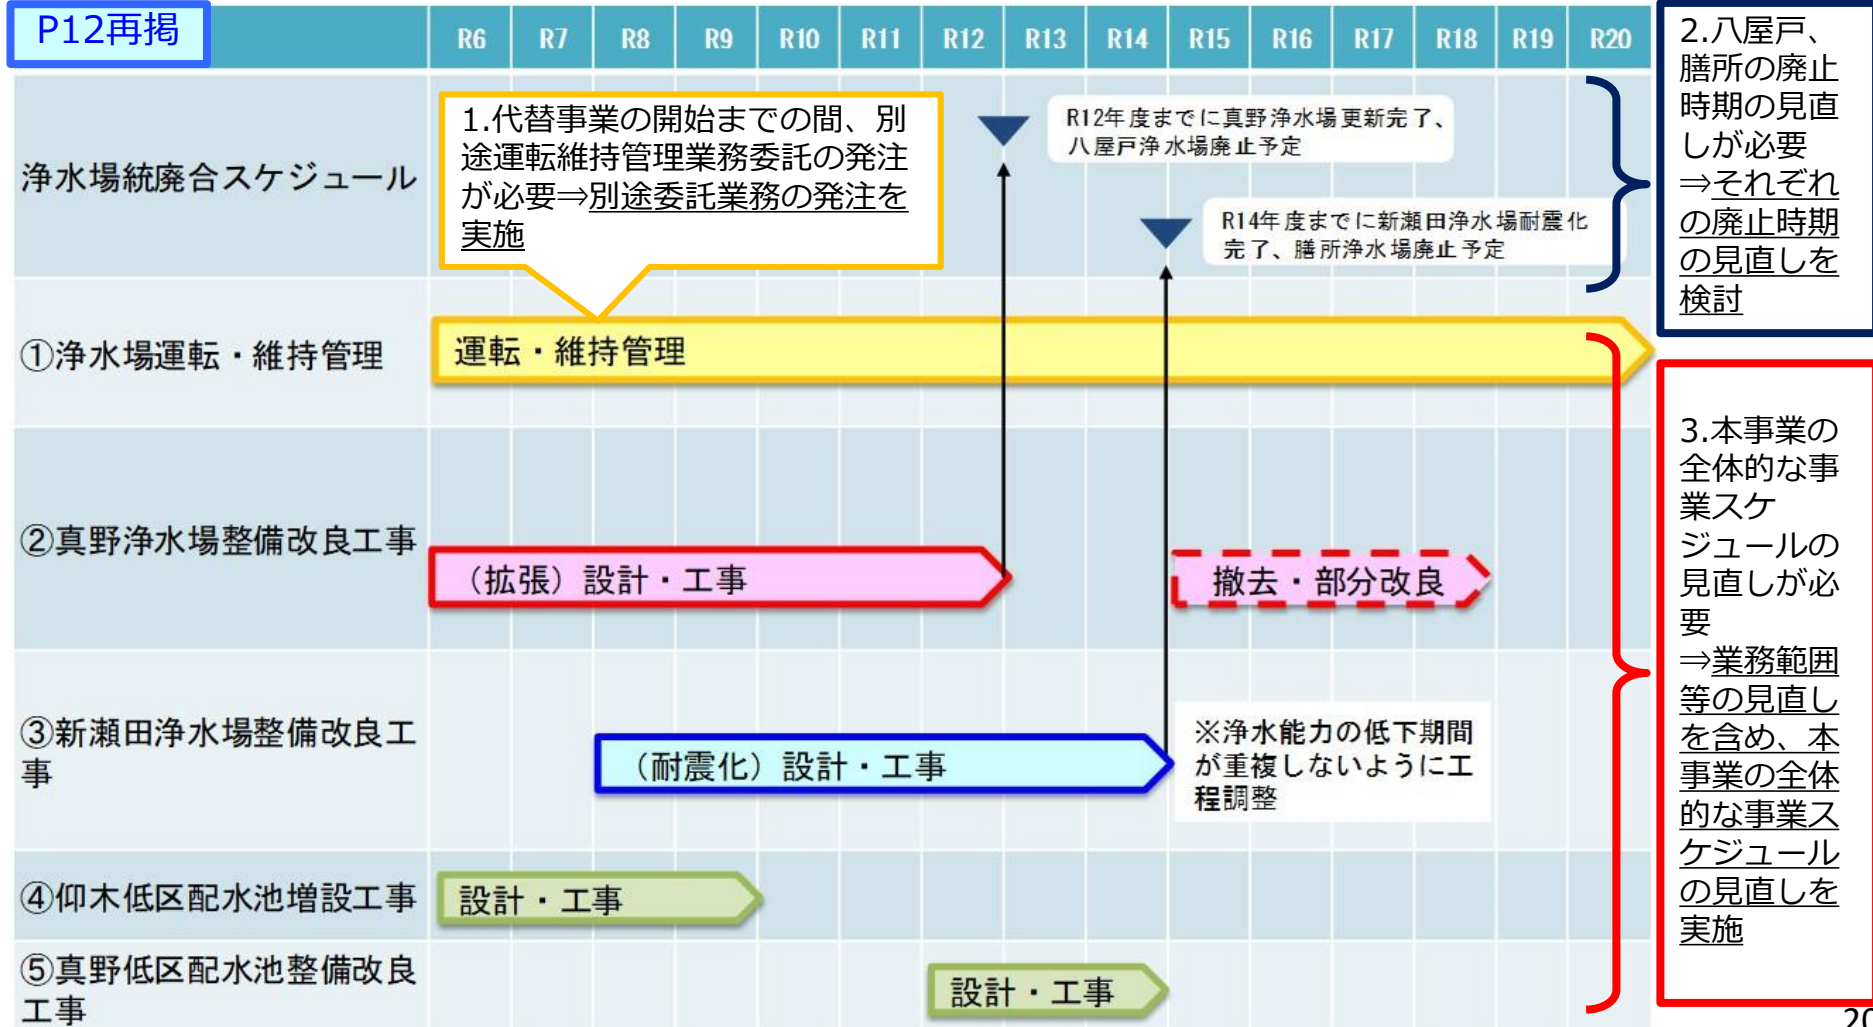 P12再掲
R6 R7 R8 R9 R10 R11 R12 R13 R14 R15 R16 R17 R18 R19 R20
浄水場統廃合スケジュール
1.代替事業の開始までの間、別
途運転維持管理業務委託の発注
が必要⇒別途委託業務の発注を
実施
R12年度までに真野浄水場更新完了、
八屋戸浄水場廃止予定
R14年度までに新瀬田浄水場耐震化
完了、膳所浄水場廃止予定
2.八屋戸、
膳所の廃止
時期の見直
しが必要
⇒それぞれ
の廃止時期
の見直しを
検討
①浄水場運転・維持管理
運転・維持管理
②真野浄水場整備改良工事
（拡張）設計・工事
撤去・部分改良
③新瀬田浄水場整備改良工
事
（耐震化）設計・工事
※浄水能力の低下期間
が重複しないように工
程調整
④仰木低区配水池増設工事
設計・工事
⑤真野低区配水池整備改良
工事
設計・工事
3.本事業の
全体的な事
業スケ
ジュールの
見直しが必
要
⇒業務範囲
等の見直し
を含め、本
事業の全体
的な事業ス
ケジュール
の見直しを
実施
20